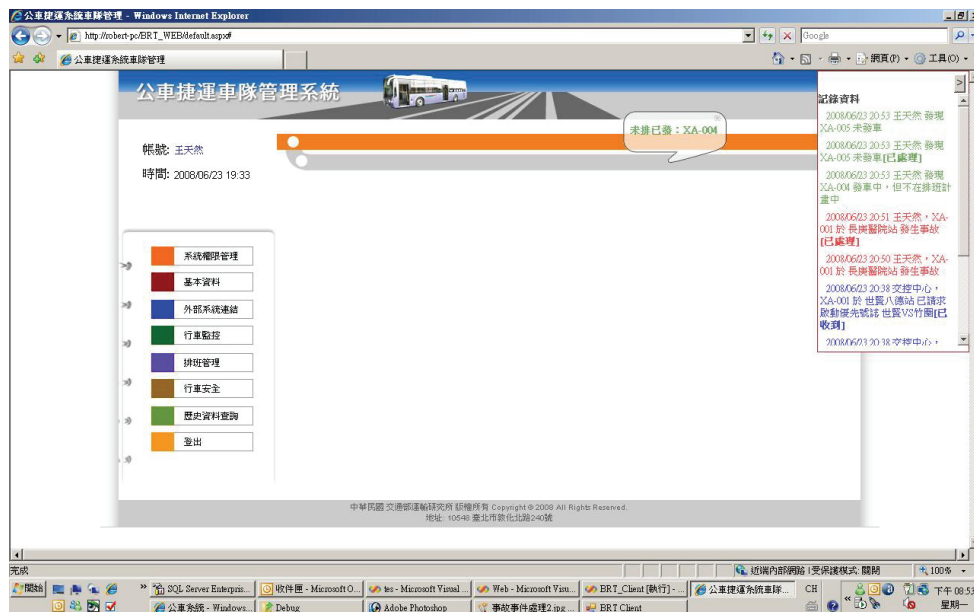 公車捷運系統車隊管理 - Windows Internet Explorer
http://robert-pc/BRT_WEB/default.aspx#
Google
公車捷運系統車隊管理
網頁(P)
工具(O)
公車捷運車隊管理系統
未排已發：XA-004
帳號: 王天然
時間: 2008/06/23 19:33
系統權限管理
基本資料
外部系統連結
行車監控
排班管理
行車安全
歷史資料查詢
登出
>
記錄資料
2008/06/23 20:53 王天然 發現
XA-005 未發車
2008/06/23 20:53 王天然 發現
XA-005 未發車[已處理]
2008/06/23 20:53 王天然 發現
XA-004 發車中，但不在排班計
畫中
2008/06/23 20:51 王天然，XA-
001 於 長庚醫院站 發生事故
[已處理]
2008/06/23 20:50 王天然，XA-
001 於 長庚醫院站 發生事故
2008/06/23 20:38 交控中心，
XA-001 於 世賢八德站 已請求
啟動優先號誌 世賢VS竹圍[已
收到]
2008/06/23 20:38 交控中心，
中華民國 交通部運輸研究所 版權所有 Copyright © 2008 All Rights Reserved.
地址: 10548 臺北市敦化北路240號
完成
近端內部網路 | 受保護模式: 關閉
100%
開始
SQL Server Enterpris...
收件匣 - Microsoft O...
tes - Microsoft Visual ...
Web - Microsoft Visu...
BRT_Client [執行] - ...
公車捷運系統車隊...
CH
下午 08:5
公車系統 - Windows...
Debug
Adobe Photoshop
事故事件處理2.jpg ...
BRT Client
星期一